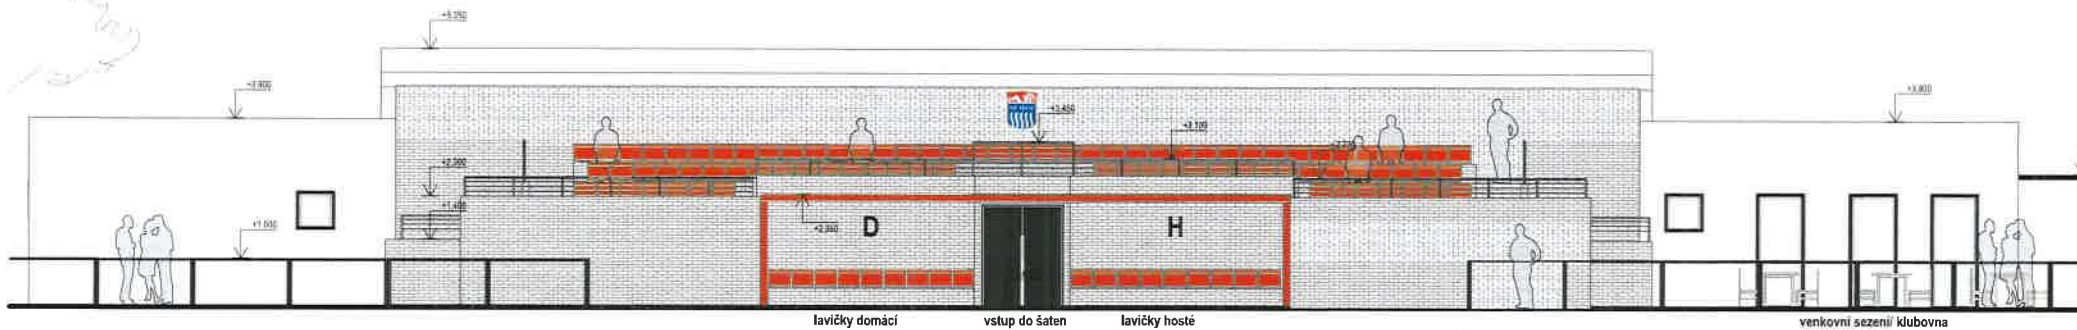 +5,250
+3,800
+3,800
+3,450
+3,100
+2,300
+1,400
+1,000
+2,350
D
H
lavičky domácí
vstup do šaten
lavičky hosté
venkovní sezení/ klubovna